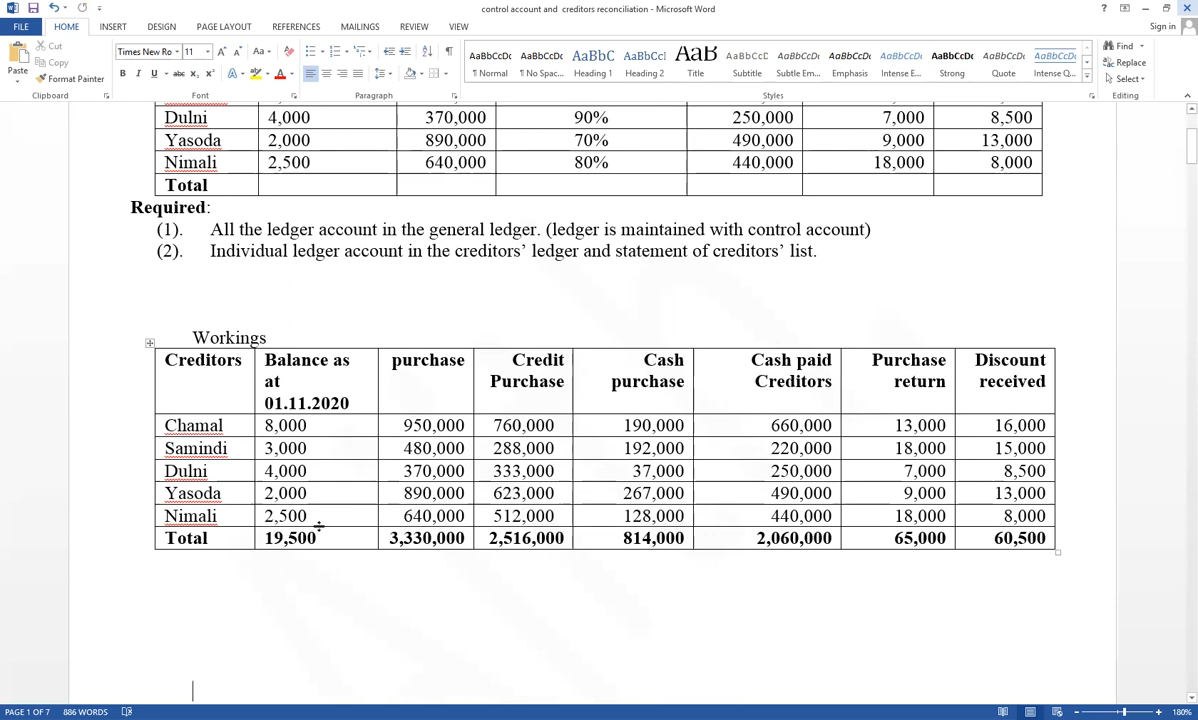 control account and creditors reconciliation - Microsoft Word
FILE HOME INSERT DESIGN PAGE LAYOUT REFERENCES MAILINGS REVIEW VIEW Sign in
Paste Cut Copy Format Painter
Times New Ro 11
AaBbCcDc AaBbCcDc AaBbC AaBbCcI AaB AaBbCcDc AaBbCcDc AaBbCcDc AaBbCcDc AaBbCcDc AaBbCcDc AaBbCcDc
¶ Normal ¶ No Spac... Heading 1 Heading 2 Title Subtitle Subtle Em... Emphasis Intense E... Strong Quote Intense Q...
Find Replace Select
Clipboard Font Paragraph Styles Editing
Dulni 4,000 370,000 90% 250,000 7,000 8,500
Yasoda 2,000 890,000 70% 490,000 9,000 13,000
Nimali 2,500 640,000 80% 440,000 18,000 8,000
Total
Required:
(1). All the ledger account in the general ledger. (ledger is maintained with control account)
(2). Individual ledger account in the creditors’ ledger and statement of creditors’ list.
Workings
Creditors Balance as at 01.11.2020 purchase Credit Purchase Cash purchase Cash paid Creditors Purchase return Discount received
Chamal 8,000 950,000 760,000 190,000 660,000 13,000 16,000
Samindi 3,000 480,000 288,000 192,000 220,000 18,000 15,000
Dulni 4,000 370,000 333,000 37,000 250,000 7,000 8,500
Yasoda 2,000 890,000 623,000 267,000 490,000 9,000 13,000
Nimali 2,500 640,000 512,000 128,000 440,000 18,000 8,000
Total 19,500 3,330,000 2,516,000 814,000 2,060,000 65,000 60,500
PAGE 1 OF 7 886 WORDS 180%